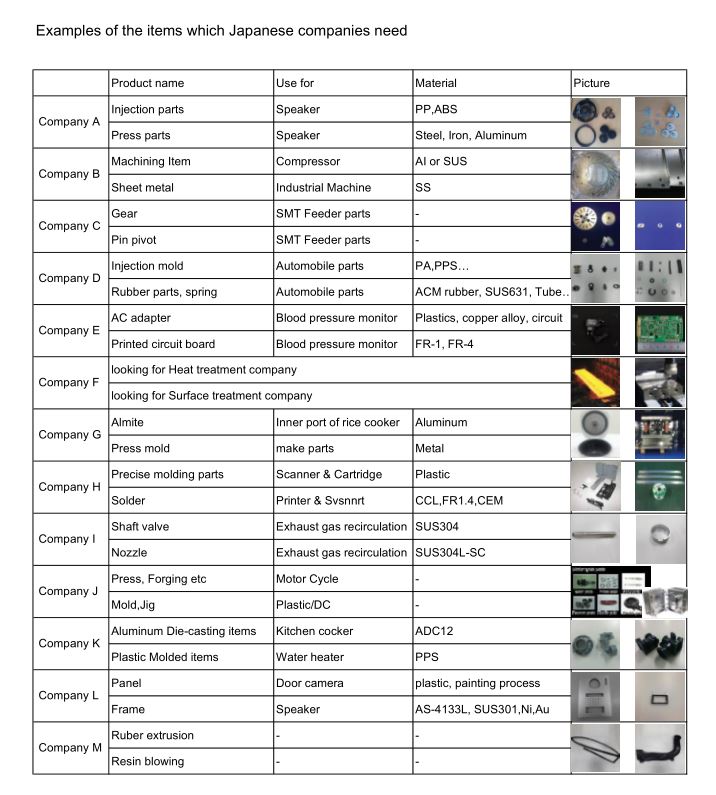 Examples of the items which Japanese companies need
Product name Use for Material Picture
Company A
Injection parts Speaker PP,ABS
Press parts Speaker Steel, Iron, Aluminum
Company B
Machining Item Compressor Al or SUS
Sheet metal Industrial Machine SS
Company C
Gear SMT Feeder parts -
Pin pivot SMT Feeder parts -
Company D
Injection mold Automobile parts PA,PPS…
Rubber parts, spring Automobile parts ACM rubber, SUS631, Tube..
Company E
AC adapter Blood pressure monitor Plastics, copper alloy, circuit
Printed circuit board Blood pressure monitor FR-1, FR-4
Company F
looking for Heat treatment company
looking for Surface treatment company
Company G
Almite Inner port of rice cooker Aluminum
Press mold make parts Metal
Company H
Precise molding parts Scanner & Cartridge Plastic
Solder Printer & Svsnnrt CCL,FR1.4,CEM
Company I
Shaft valve Exhaust gas recirculation SUS304
Nozzle Exhaust gas recirculation SUS304L-SC
Company J
Press, Forging etc Motor Cycle -
Mold,Jig Plastic/DC -
Company K
Aluminum Die-casting items Kitchen cocker ADC12
Plastic Molded items Water heater PPS
Company L
Panel Door camera plastic, painting process
Frame Speaker AS-4133L, SUS301,Ni,Au
Company M
Ruber extrusion - -
Resin blowing - -